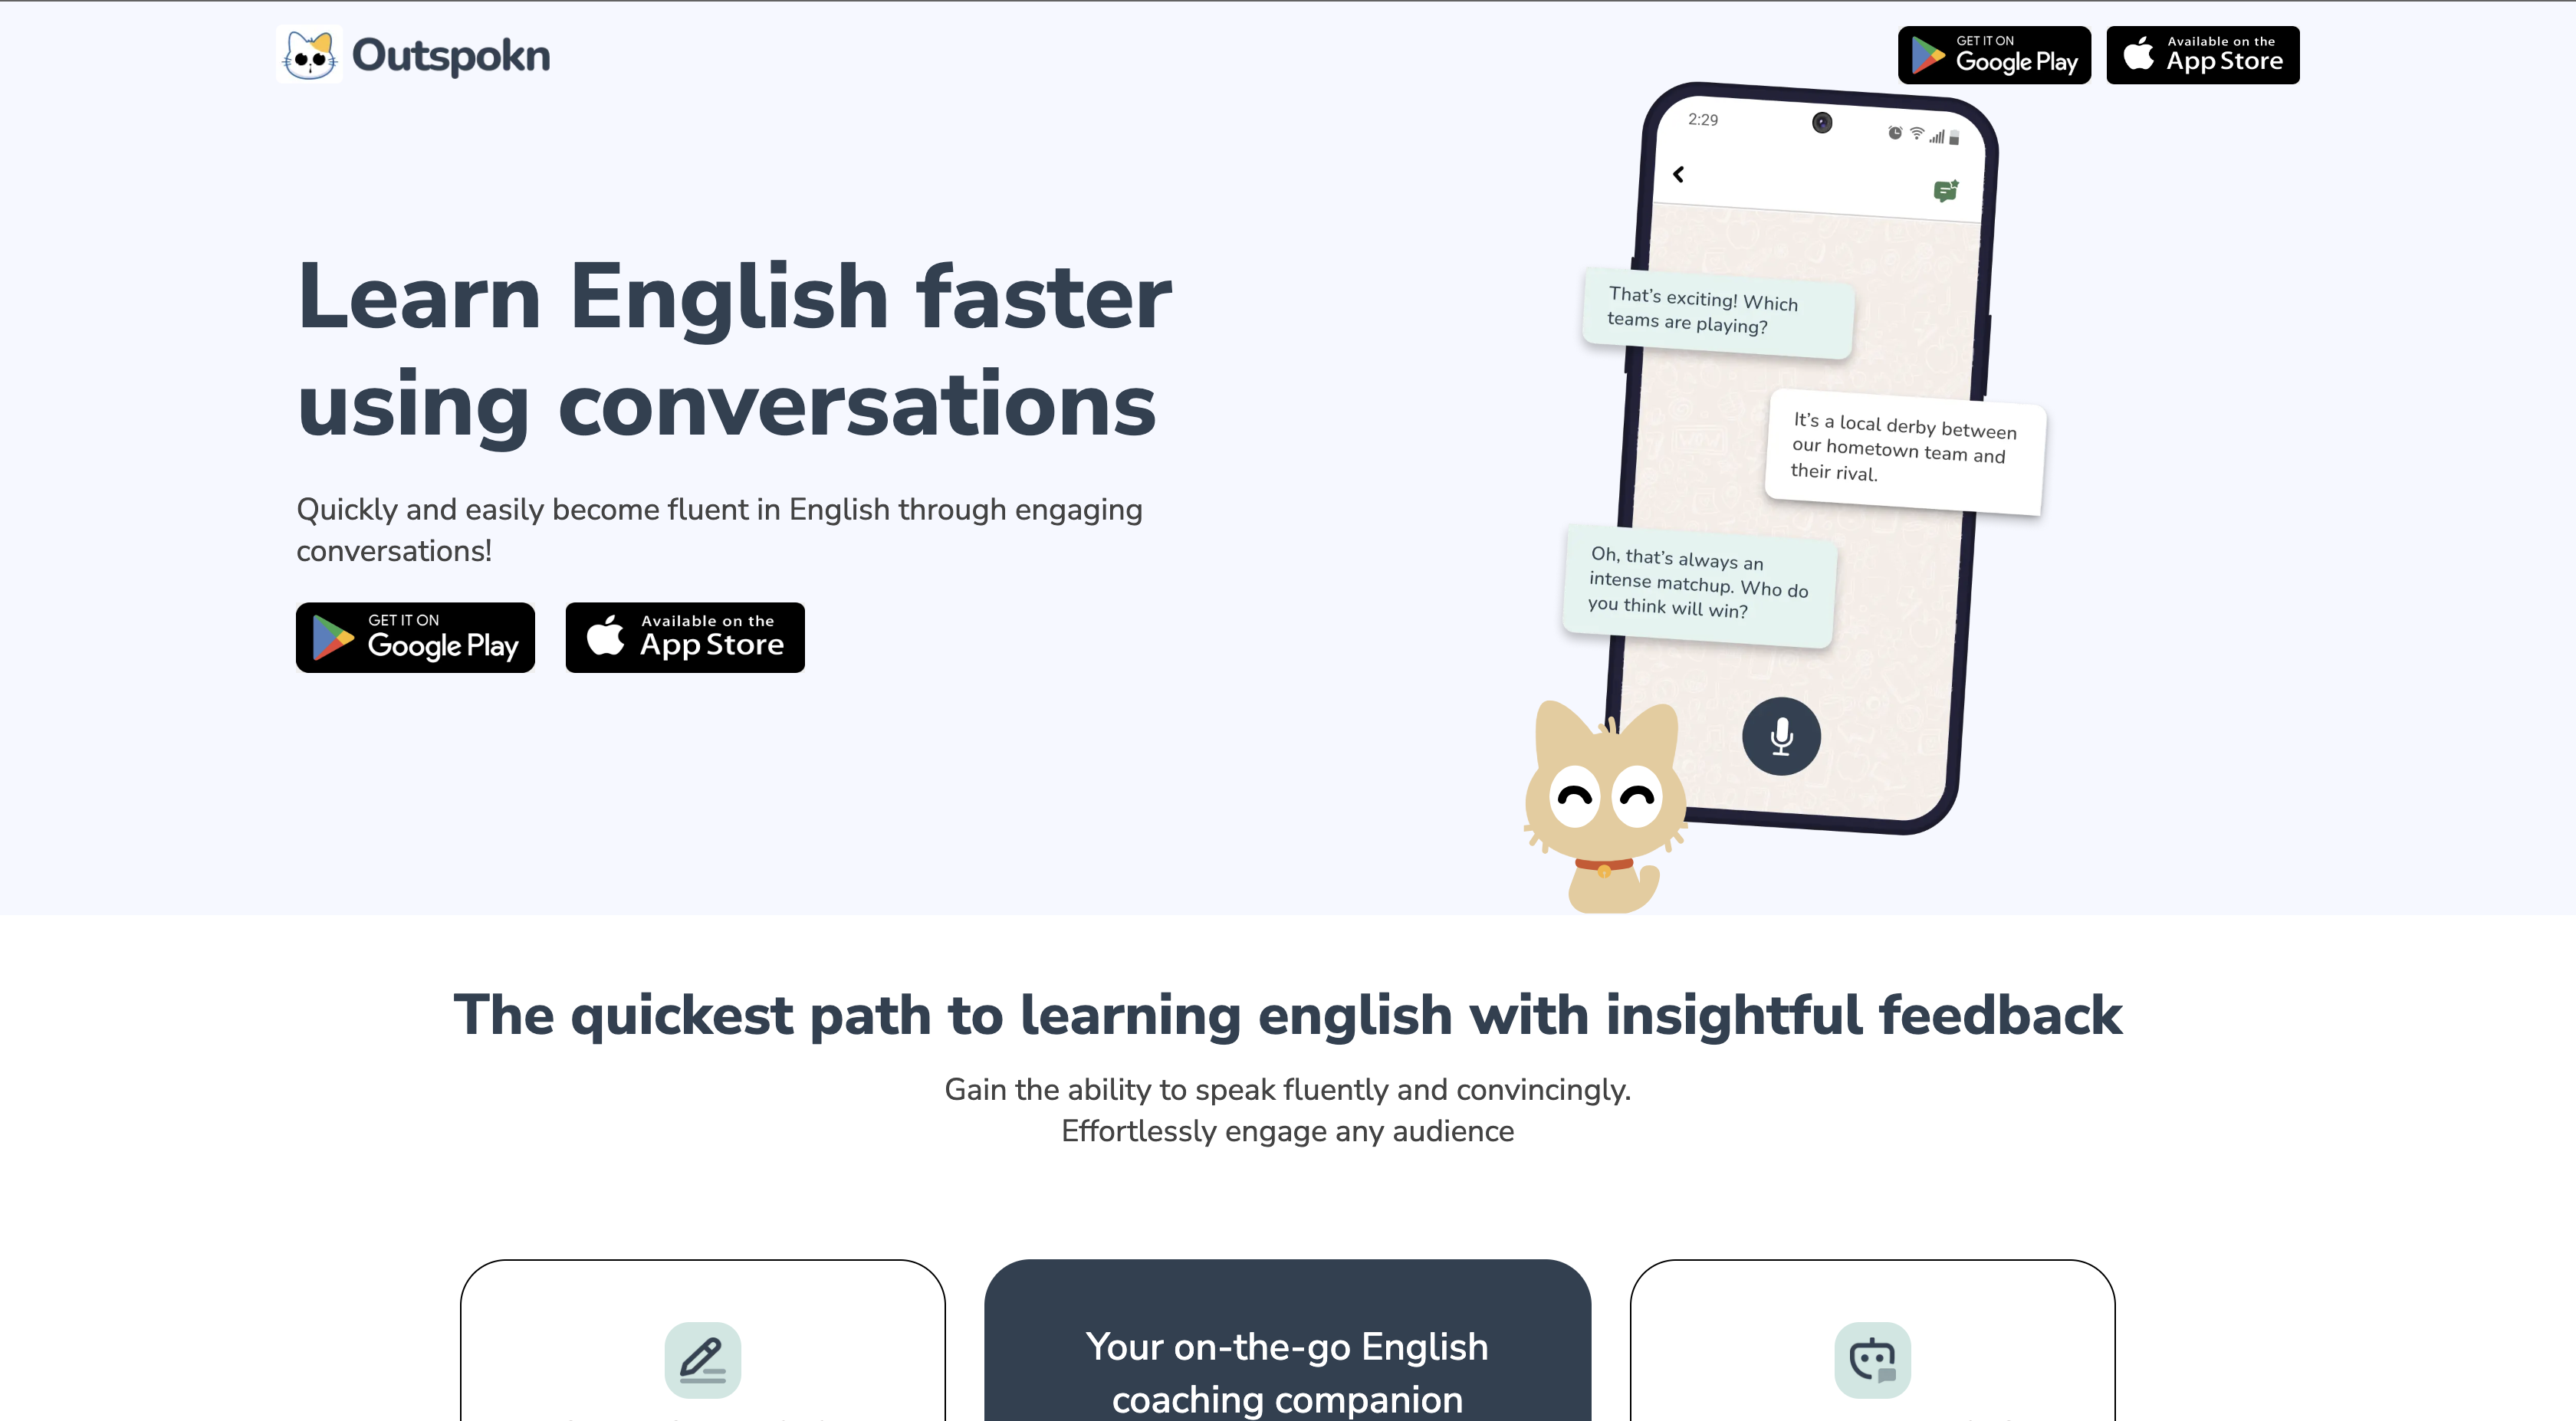 Outspokn
GET IT ON
Google Play
Available on the
App Store
2:29
Learn English faster
using conversations
Quickly and easily become fluent in English through engaging
conversations!
GET IT ON
Google Play
Available on the
App Store
That's exciting! Which
teams are playing?
It's a local derby between
our hometown team and
their rival.
Oh, that's always an
intense matchup. Who do
you think will win?
The quickest path to learning english with insightful feedback
Gain the ability to speak fluently and convincingly.
Effortlessly engage any audience
Your on-the-go English
coaching companion